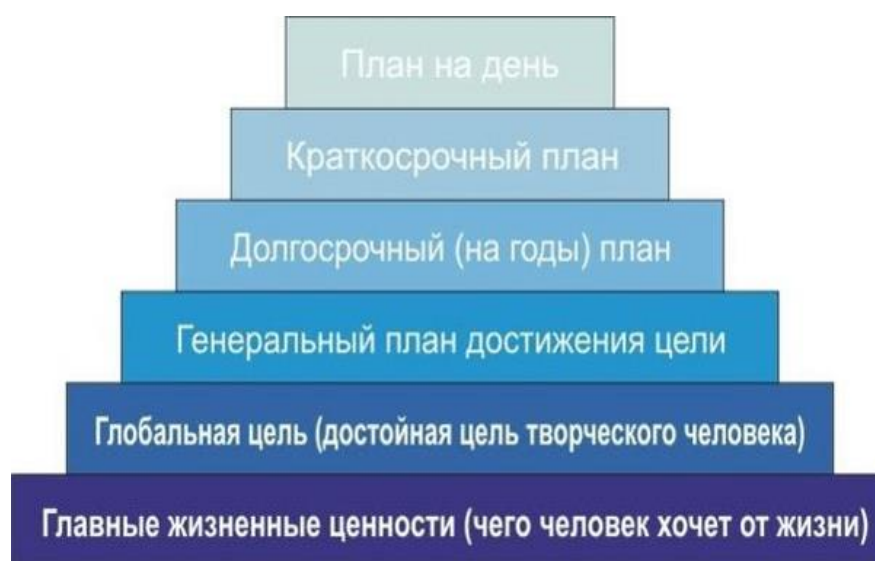 План на день
Краткосрочный план
Долгосрочный (на годы) план
Генеральный план достижения цели
Глобальная цель (достойная цель творческого человека)
Главные жизненные ценности (чего человек хочет от жизни)